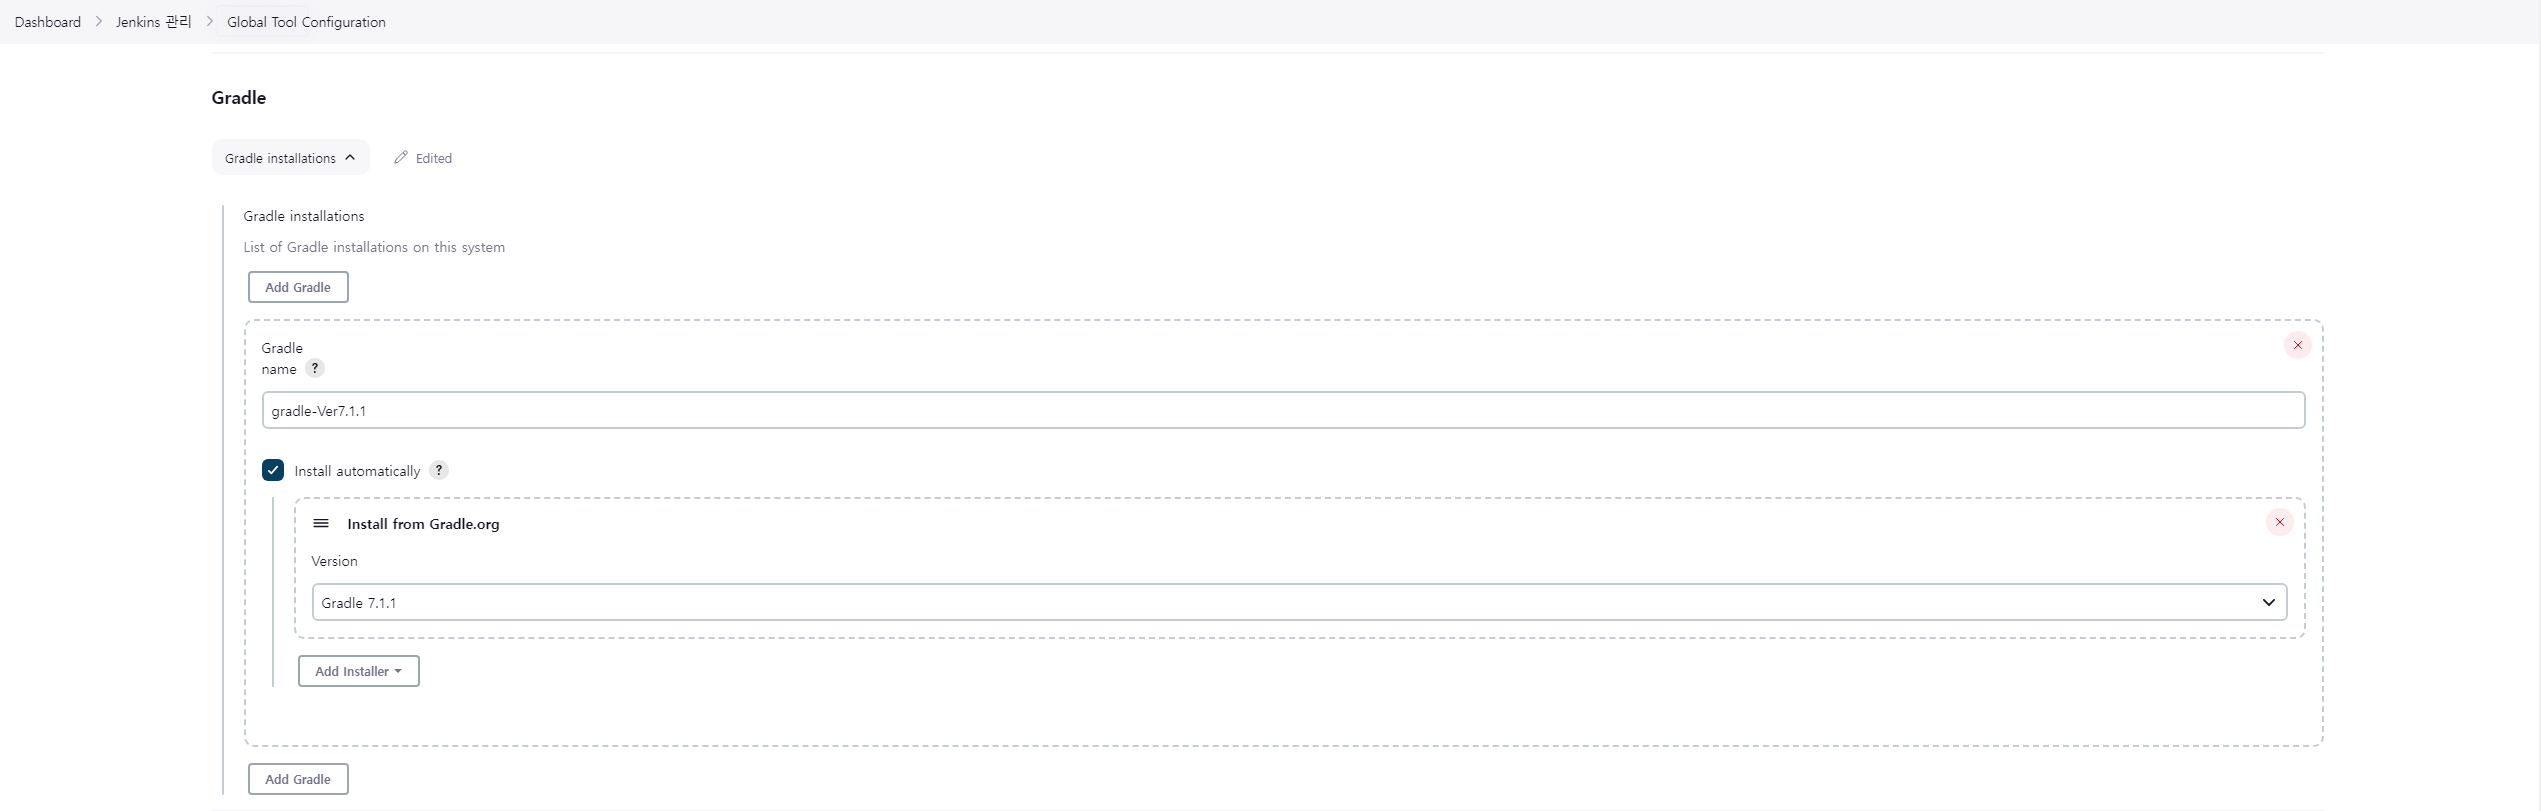 Dashboard > Jenkins 관리 > Global Tool Configuration
Gradle
Gradle installations Edited
Gradle installations
List of Gradle installations on this system
Add Gradle
Gradle
name ?
gradle-Ver7.1.1
Install automatically ?
Install from Gradle.org
Version
Gradle 7.1.1
Add Installer
Add Gradle